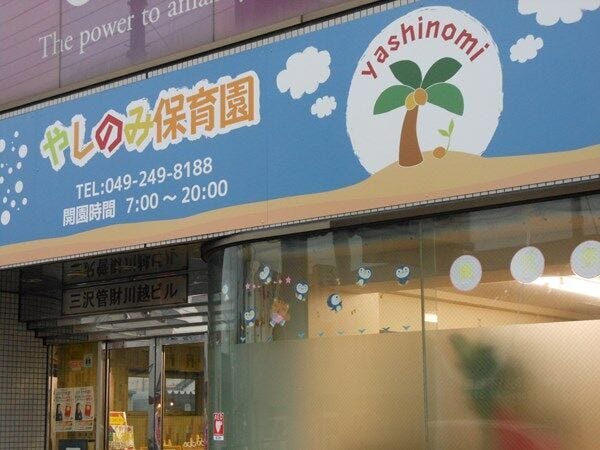 The power to amaz
yashinomi
やしのみ保育園
TEL:049-249-8188
開園時間 7:00～20:00
三沢管財川越ビル